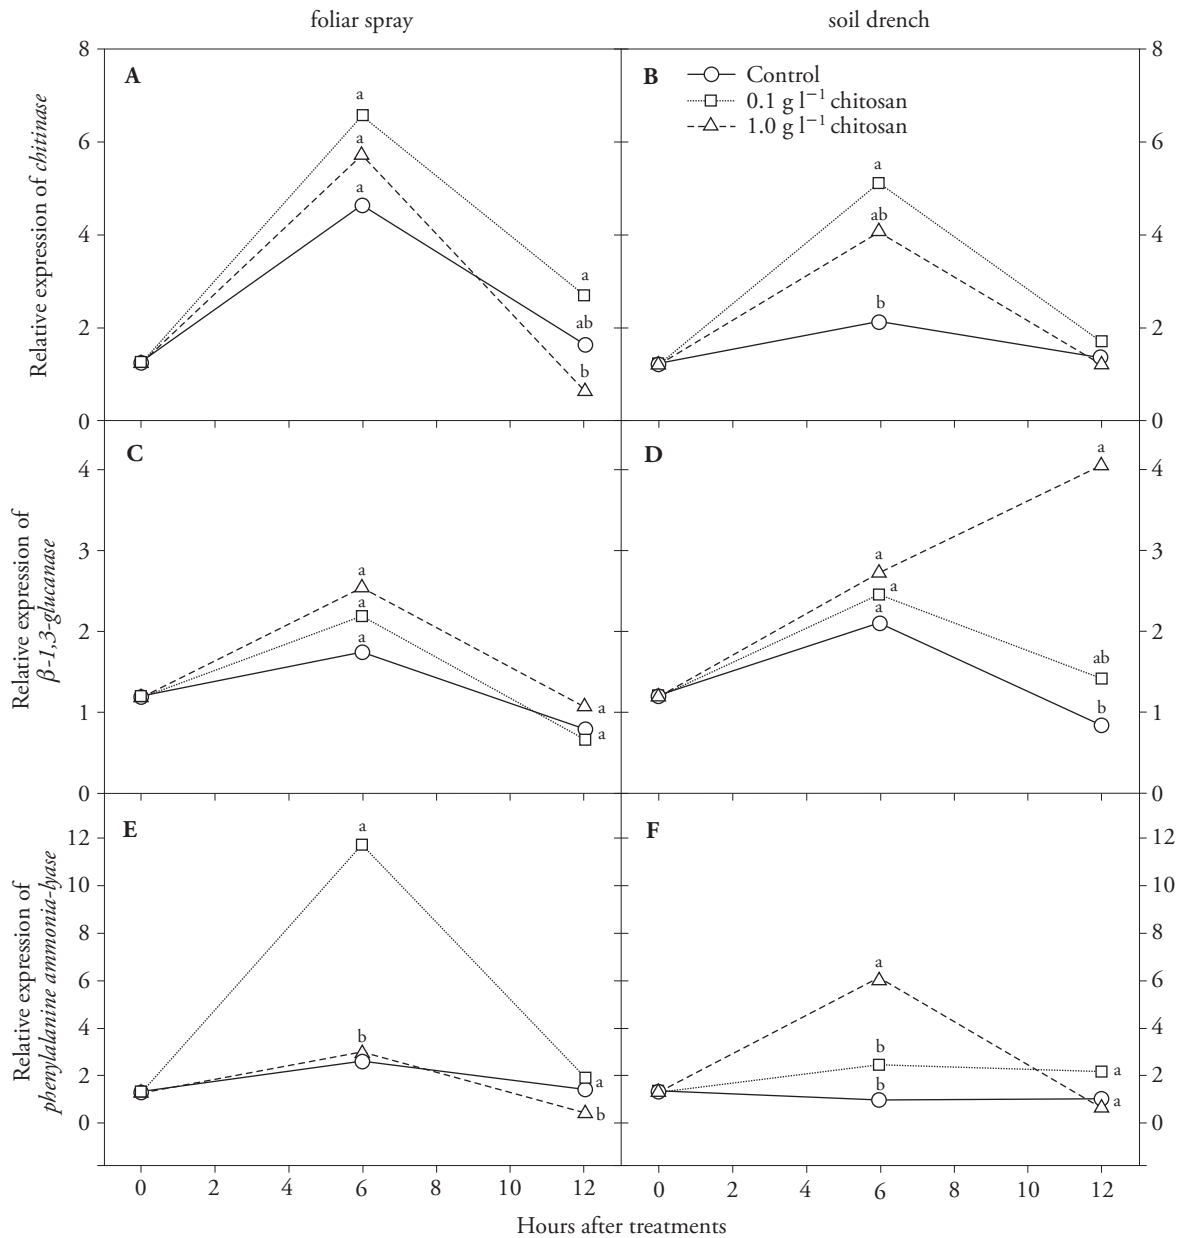 foliar spray
soil drench
8
6
4
2
0
A
a
a
a
a
ab
b
Relative expression of chitinase
B
Control
0.1 g l⁻¹ chitosan
1.0 g l⁻¹ chitosan
a
ab
b
8
6
4
2
0
C
4
3
2
1
0
a
a
a
a
a
Relative expression of
β-1,3-glucanase
D
a
a
a
a
ab
b
4
3
2
1
0
E
12
10
8
6
4
2
0
a
b
a
b
Relative expression of
phenylalanine ammonia-lyase
F
a
b
b
a
a
12
10
8
6
4
2
0
0 2 4 6 8 10 12
0 2 4 6 8 10 12
Hours after treatments